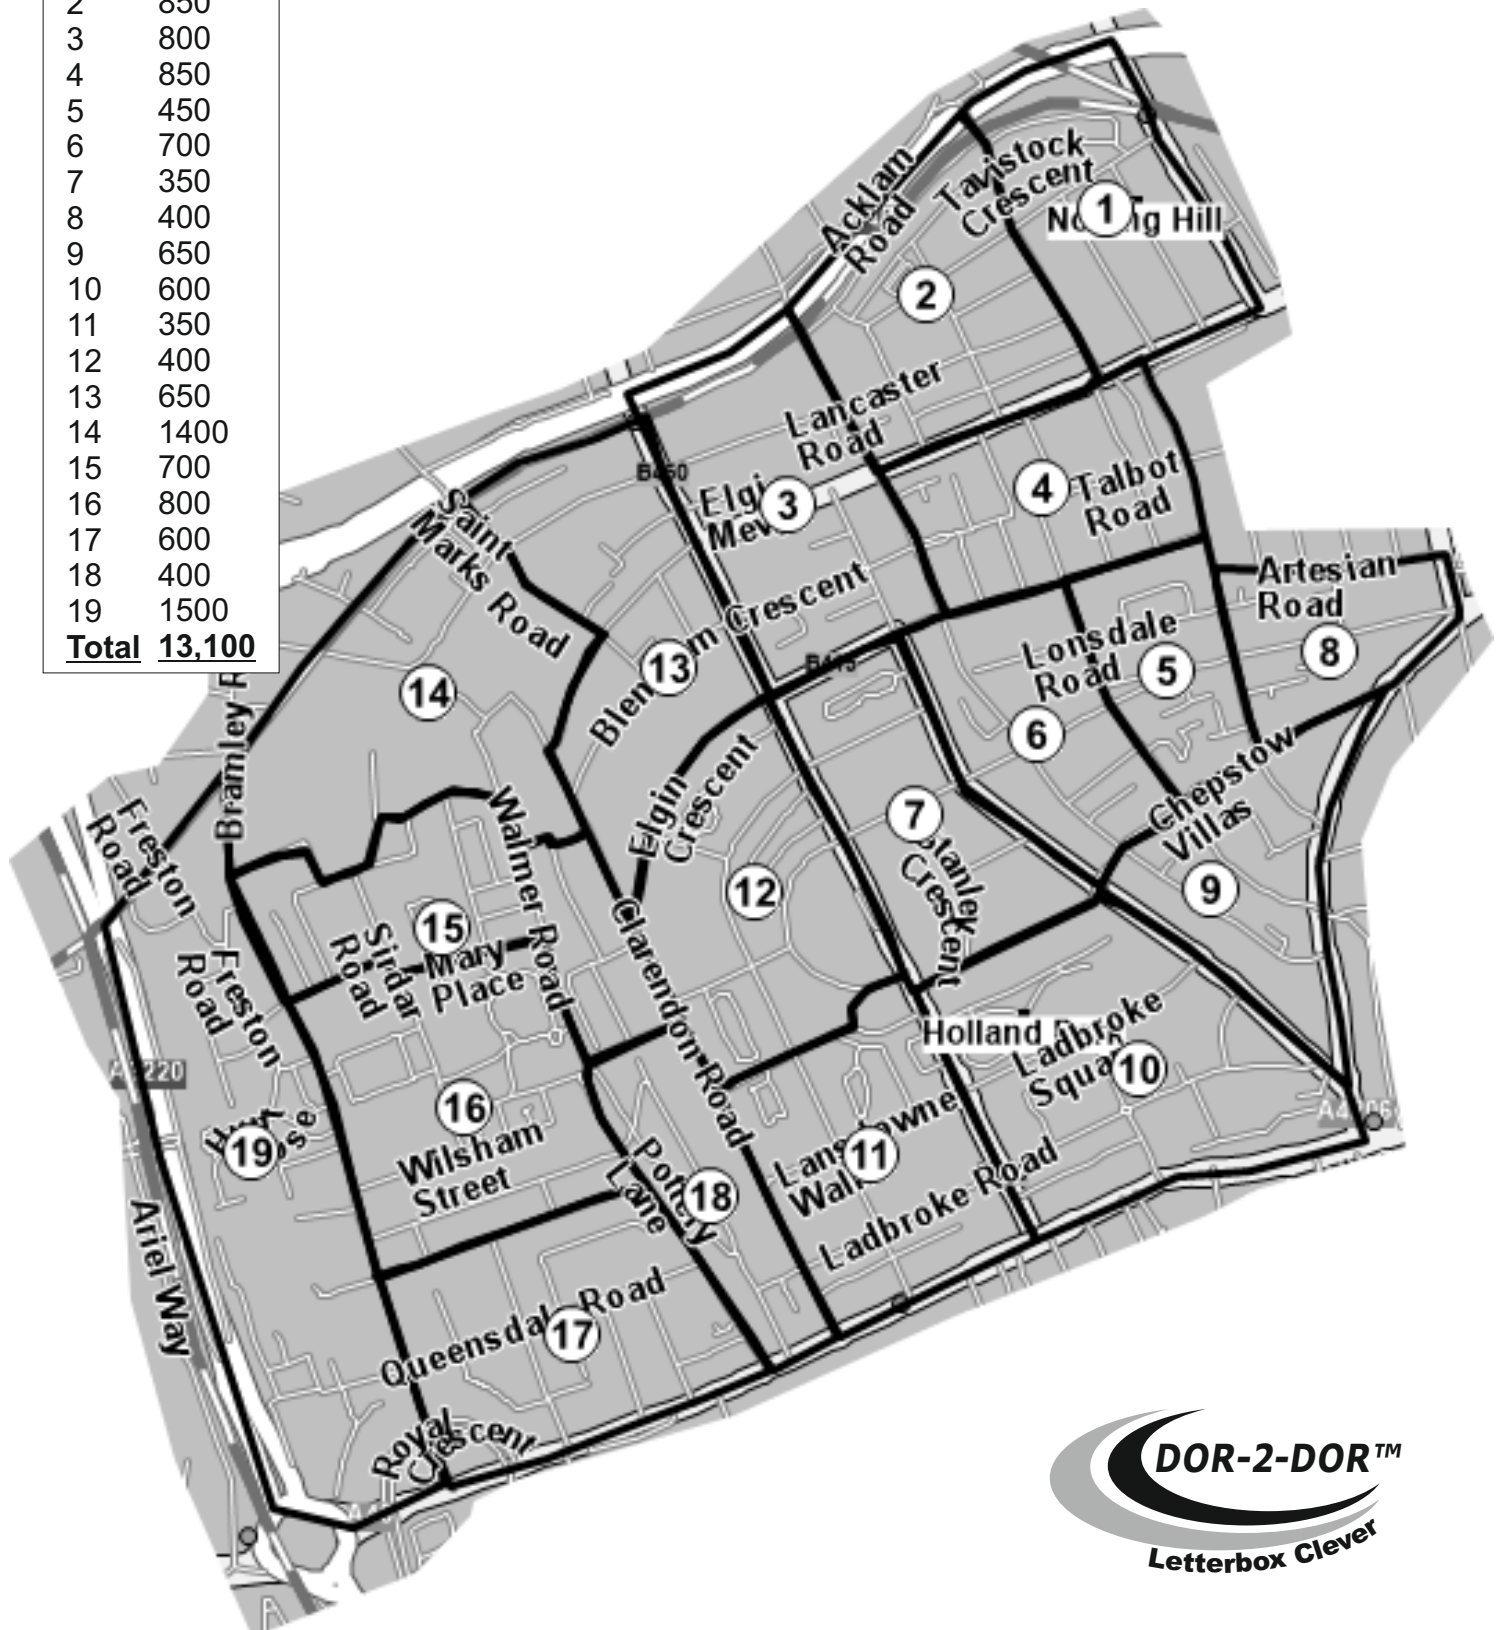 2 850
3 800
4 850
5 450
6 700
7 350
8 400
9 650
10 600
11 350
12 400
13 650
14 1400
15 700
16 800
17 600
18 400
19 1500
Total 13,100
Acklam
Road
Tavistock
Crescent
1
Hill
2
Lancaster
Road
B450
3
4
Talbot
Road
Saint
Marks Road
Crescent
13
Artesian
Road
Lonsdale
Road
5
8
6
14
Bramley
Elgin
Crescent
Chepstow
Villas
7
Crescent
9
12
Walmer Road
Freston
Road
15
Sirdar
Road
Mary
Place
Clarendon Road
Freston
Road
Holland
Ladbroke
10
16
Wilsham
Street
19
11
Ladbroke Road
Pottery
Lane
18
Ariel Way
Road
17
Royal
Crescent
DOR-2-DOR™
Letterbox Clever